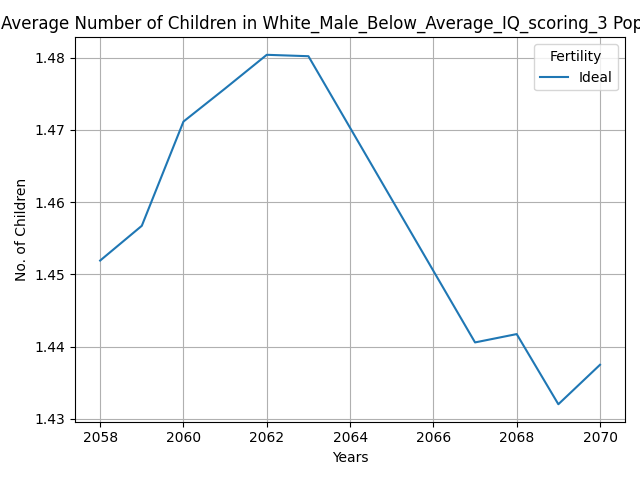 Average Number of Children in White_Male_Below_Average_IQ_scoring_3 Pop
Fertility
Ideal
1.48
1.47
1.46
1.45
1.44
1.43
No. of Children
2058 2060 2062 2064 2066 2068 2070
Years